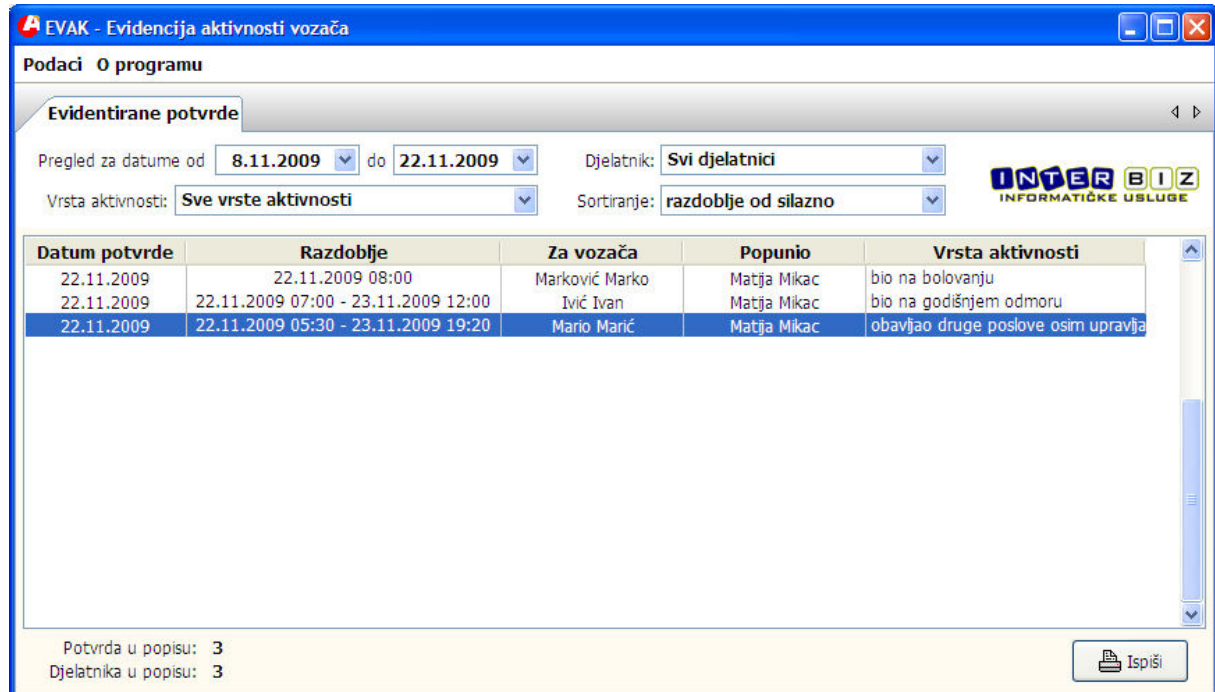 EVAK - Evidencija aktivnosti vozača
Podaci O programu
Evidentirane potvrde
Pregled za datume od 8.11.2009 do 22.11.2009 Djelatnik: Svi djelatnici
Vrsta aktivnosti: Sve vrste aktivnosti Sortiranje: razdoblje od silazno
INTER BIZ
INFORMATIČKE USLUGE
Datum potvrde Razdoblje Za vozača Popunio Vrsta aktivnosti
22.11.2009 22.11.2009 08:00 Marković Marko Matija Mikac bio na bolovanju
22.11.2009 22.11.2009 07:00 - 23.11.2009 12:00 Ivić Ivan Matija Mikac bio na godišnjem odmoru
22.11.2009 22.11.2009 05:30 - 23.11.2009 19:20 Mario Marić Matija Mikac obavljao druge poslove osim upravlja
Potvrda u popisu: 3
Djelatnika u popisu: 3
Ispiši